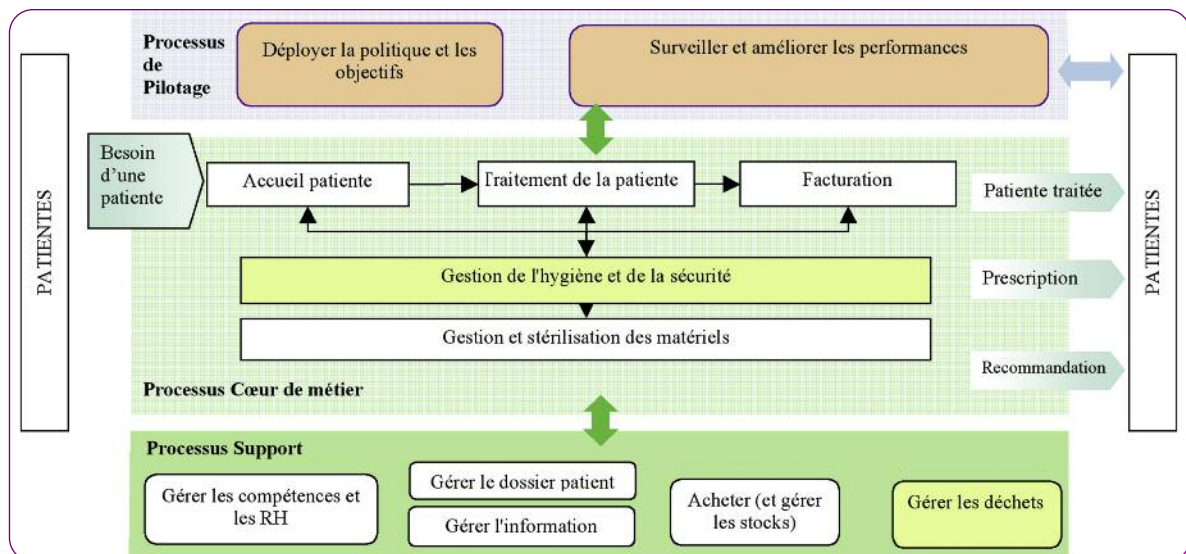 PATIENTES
Processus
de
Pilotage
Déployer la politique et les
objectifs
Surveiller et améliorer les performances
Besoin
d'une
patiente
Accueil patiente
Traitement de la patiente
Facturation
Gestion de l'hygiène et de la sécurité
Gestion et stérilisation des matériels
Processus Cœur de métier
Patiente traitée
Prescription
Recommandation
PATIENTES
Processus Support
Gérer les compétences et
les RH
Gérer le dossier patient
Gérer l'information
Acheter (et gérer
les stocks)
Gérer les déchets